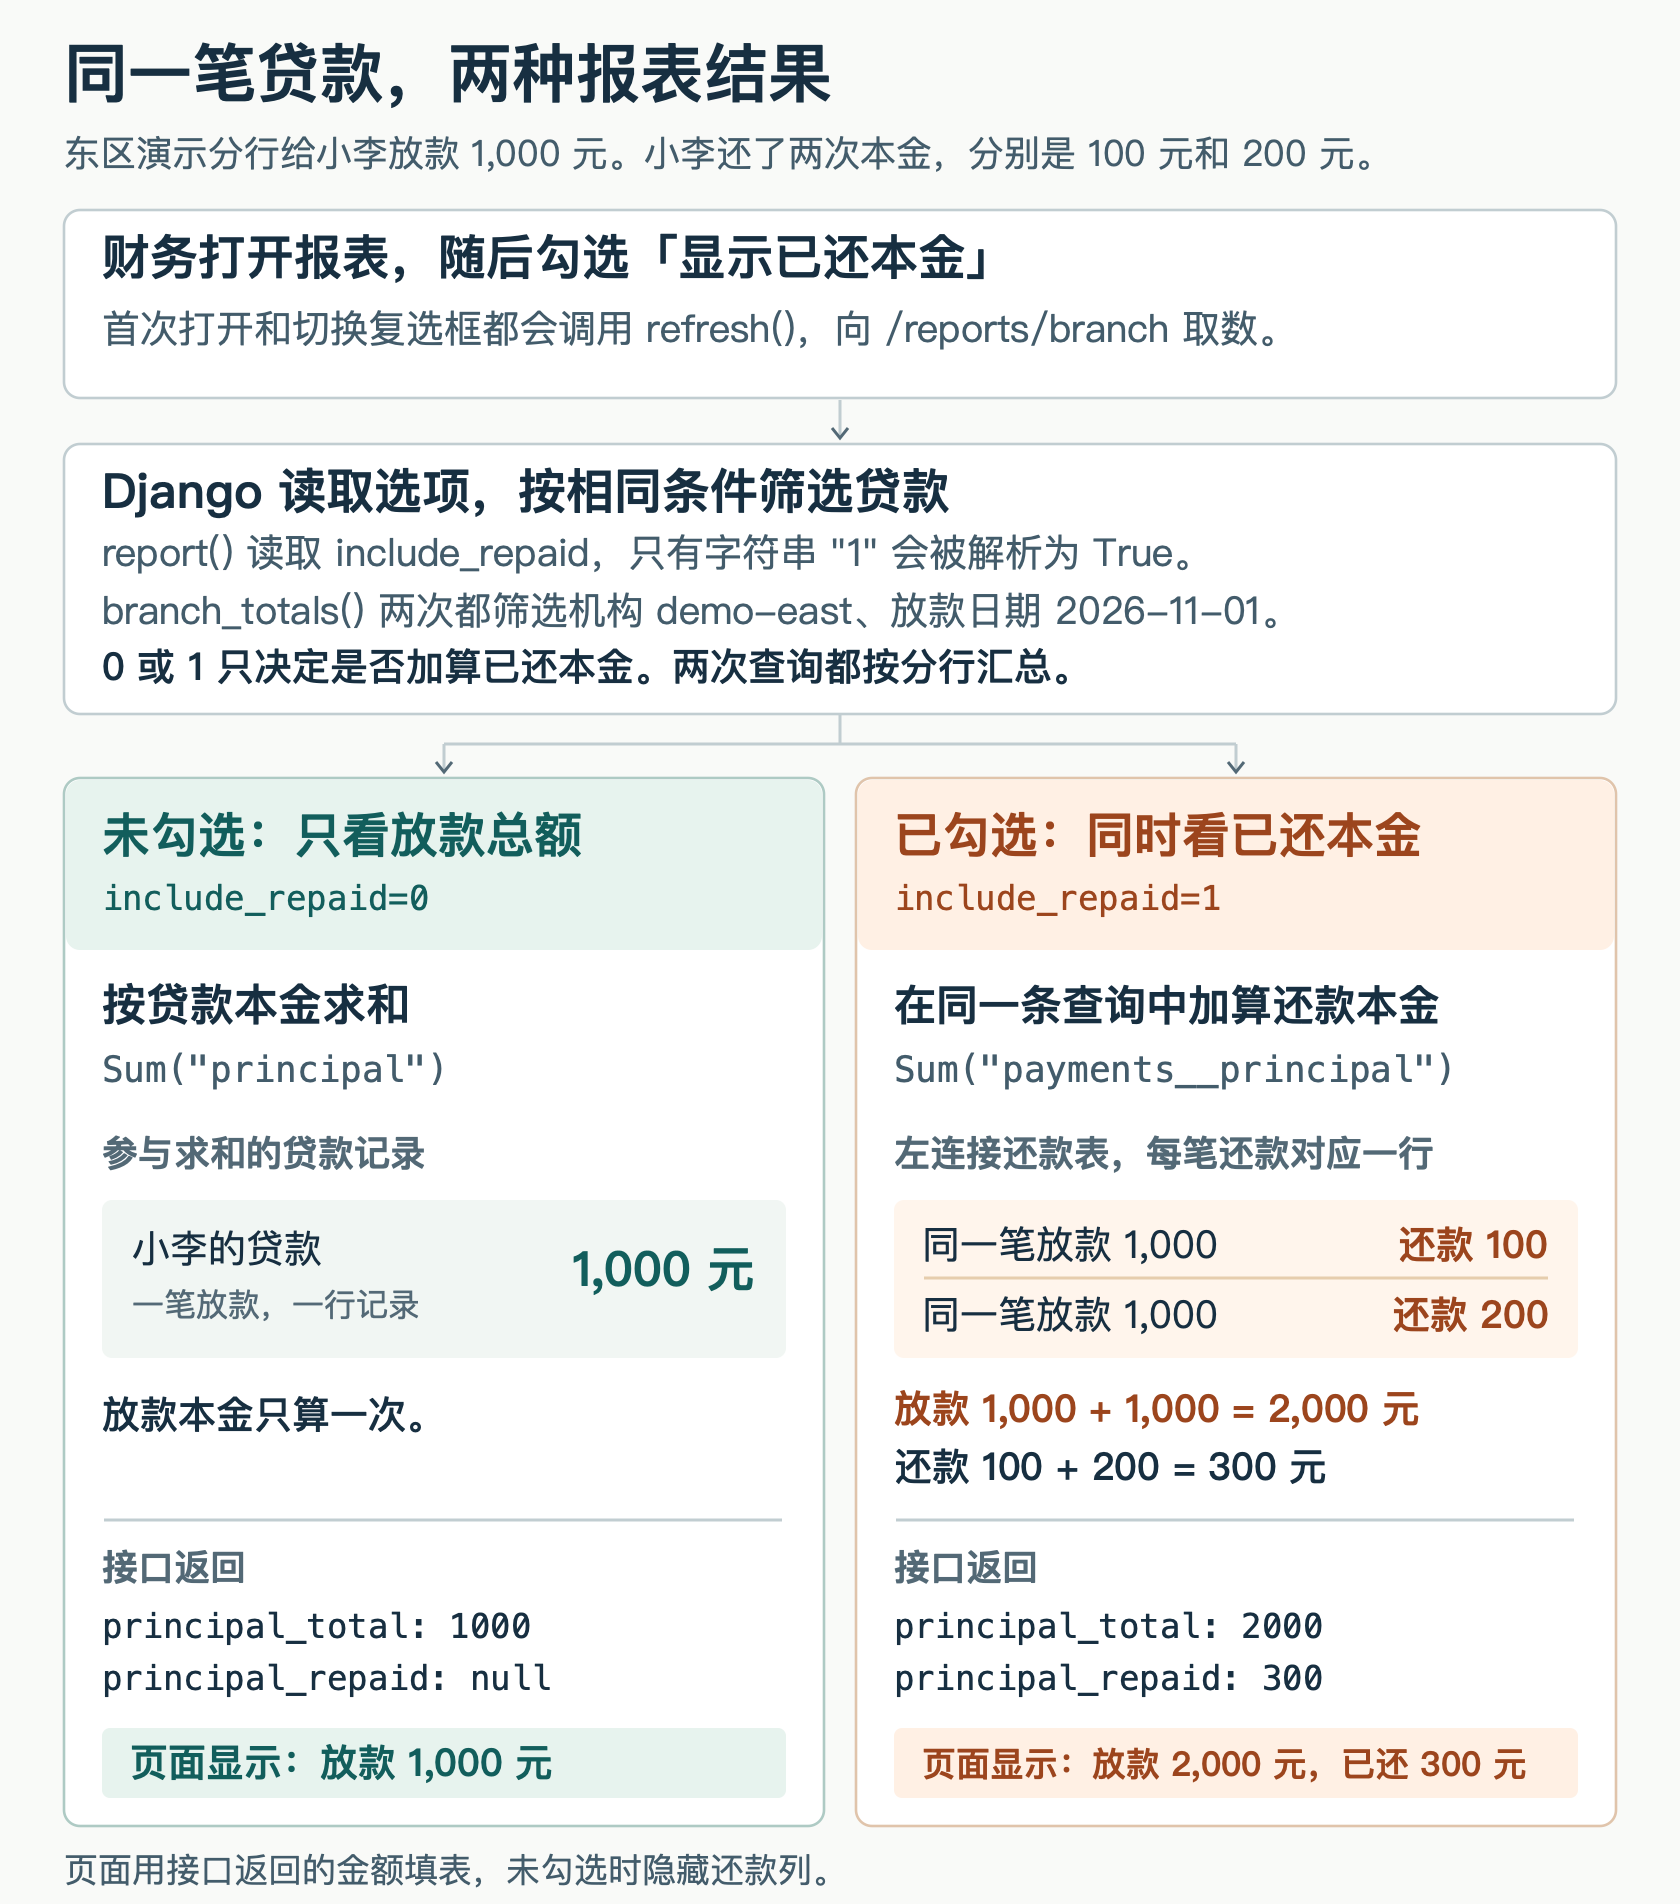 同一笔贷款，两种报表结果
东区演示分行给小李放款 1,000 元。小李还了两次本金，分别是 100 元和 200 元。
财务打开报表，随后勾选「显示已还本金」
首次打开和切换复选框都会调用 refresh()，向 /reports/branch 取数。
Django 读取选项，按相同条件筛选贷款
report() 读取 include_repaid，只有字符串 "1" 会被解析为 True。
branch_totals() 两次都筛选机构 demo-east、放款日期 2026-11-01。
0 或 1 只决定是否加算已还本金。两次查询都按分行汇总。
未勾选：只看放款总额
include_repaid=0
按贷款本金求和
Sum("principal")
参与求和的贷款记录
小李的贷款
一笔放款，一行记录
1,000 元
放款本金只算一次。
接口返回
principal_total: 1000
principal_repaid: null
页面显示：放款 1,000 元
已勾选：同时看已还本金
include_repaid=1
在同一条查询中加算还款本金
Sum("payments__principal")
左连接还款表，每笔还款对应一行
同一笔放款 1,000 还款 100
同一笔放款 1,000 还款 200
放款 1,000 + 1,000 = 2,000 元
还款 100 + 200 = 300 元
接口返回
principal_total: 2000
principal_repaid: 300
页面显示：放款 2,000 元，已还 300 元
页面用接口返回的金额填表，未勾选时隐藏还款列。